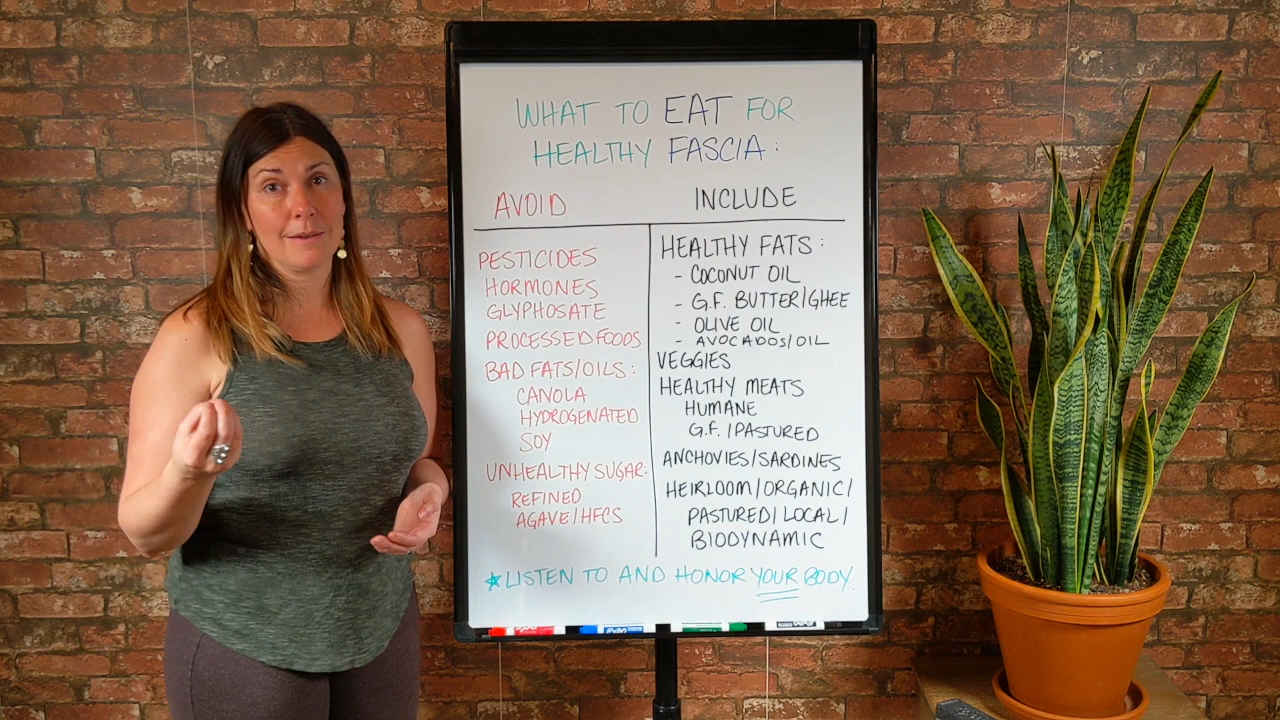 WHAT TO EAT FOR
HEALTHY FASCIA:
AVOID
PESTICIDES
HORMONES
GLYPHOSATE
PROCESSED FOODS
BAD FATS/OILS:
CANOLA
HYDROGENATED
SOY
UNHEALTHY SUGAR:
REFINED
AGAVE/HFCS
INCLUDE
HEALTHY FATS:
- COCONUT OIL
- G.F. BUTTER/GHEE
- OLIVE OIL
- AVOCADOS/OIL
VEGGIES
HEALTHY MEATS
HUMANE
G.F./PASTURED
ANCHOVIES/SARDINES
HEIRLOOM/ORGANIC/
PASTURED/LOCAL/
BIODYNAMIC
★LISTEN TO AND HONOR YOUR BODY.